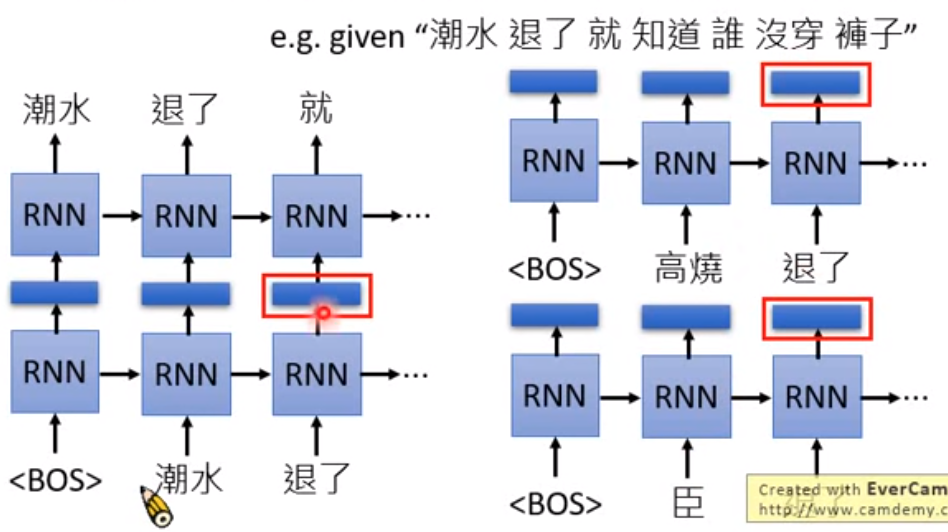 e.g. given “潮水 退了 就 知道 誰 沒穿 褲子”
潮水 退了 就
RNN RNN RNN ...
RNN RNN RNN ...
<BOS> 潮水 退了
RNN RNN RNN ...
<BOS> 高燒 退了
RNN RNN RNN ...
<BOS> 臣
Created with EverCam
http://www.camdemy.c